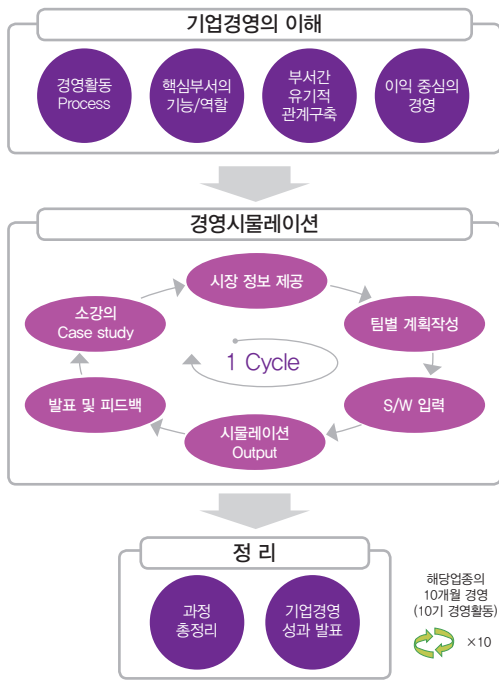 기업경영의 이해
경영활동
Process
핵심부서의
기능/역할
부서간
유기적
관계구축
이익 중심의
경영
경영시물레이션
시장 정보 제공
팀별 계획작성
S/W 입력
시물레이션
Output
발표 및 피드백
소강의
Case study
1 Cycle
정 리
과정
총정리
기업경영
성과 발표
해당업종의
10개월 경영
(10기 경영활동)
×10